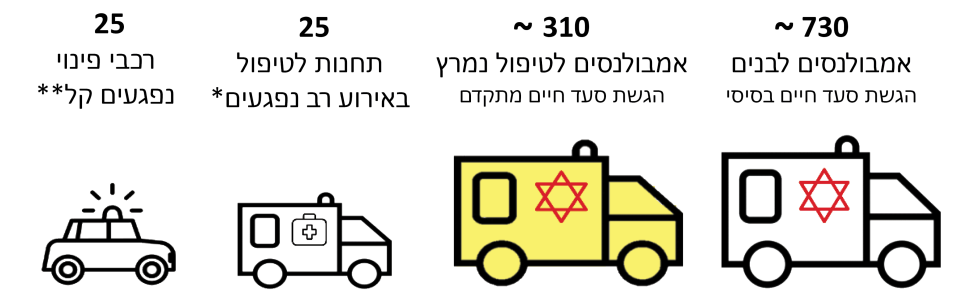 730 ~
אמבולנסים לבנים
הגשת סעד חיים בסיסי
310 ~
אמבולנסים לטיפול נמרץ
הגשת סעד חיים מתקדם
25
תחנות לטיפול
באירוע רב נפגעים*
25
רכבי פינוי
נפגעים קל**